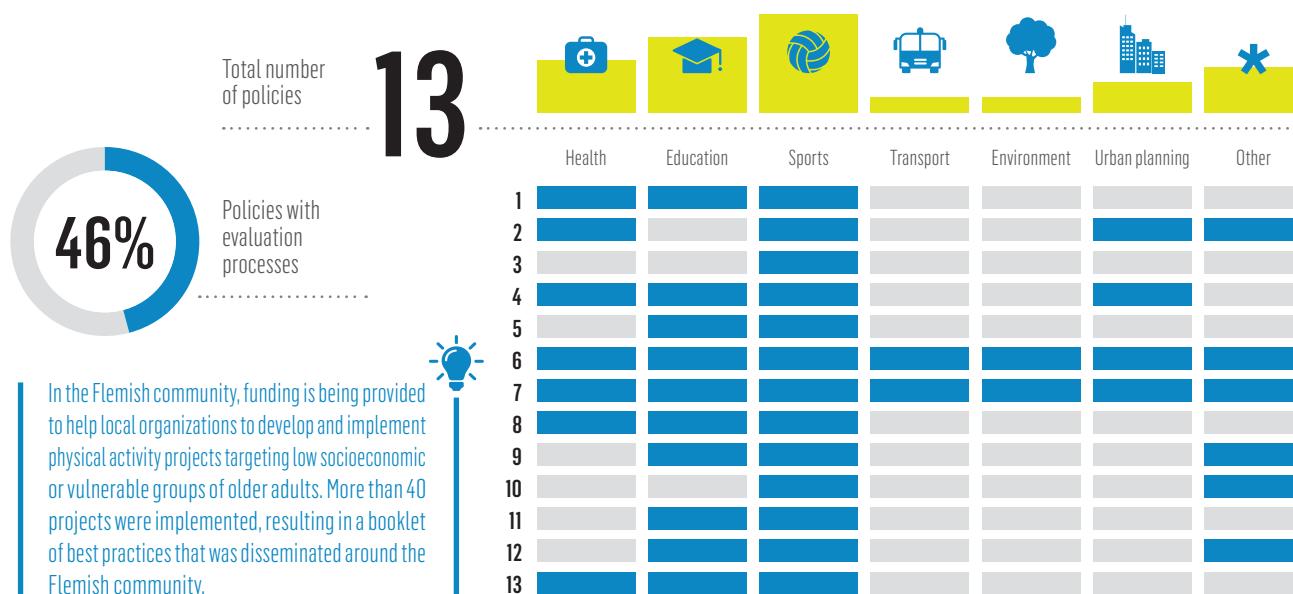 Total number
of policies
13
46%
Policies with
evaluation
processes
In the Flemish community, funding is being provided
to help local organizations to develop and implement
physical activity projects targeting low socioeconomic
or vulnerable groups of older adults. More than 40
projects were implemented, resulting in a booklet
of best practices that was disseminated around the
Flemish community.
Health
Education
Sports
Transport
Environment
Urban planning
Other
1
2
3
4
5
6
7
8
9
10
11
12
13